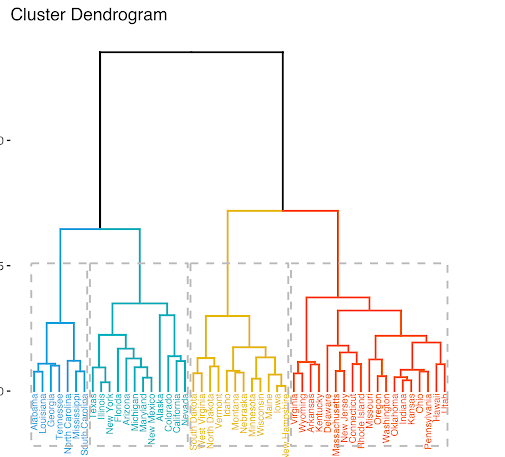 Cluster Dendrogram
0
5
0
Alabama
Louisiana
Georgia
Tennessee
North Carolina
Mississippi
South Carolina
Texas
Illinois
New York
Florida
Arizona
Michigan
Maryland
New Mexico
Alaska
Colorado
California
Nevada
South Dakota
West Virginia
North Dakota
Vermont
Idaho
Montana
Nebraska
Minnesota
Wisconsin
Maine
Iowa
New Hampshire
Virginia
Wyoming
Arkansas
Kentucky
Delaware
Massachusetts
New Jersey
Connecticut
Rhode Island
Missouri
Oregon
Washington
Oklahoma
Indiana
Kansas
Ohio
Pennsylvania
Hawaii
Utah